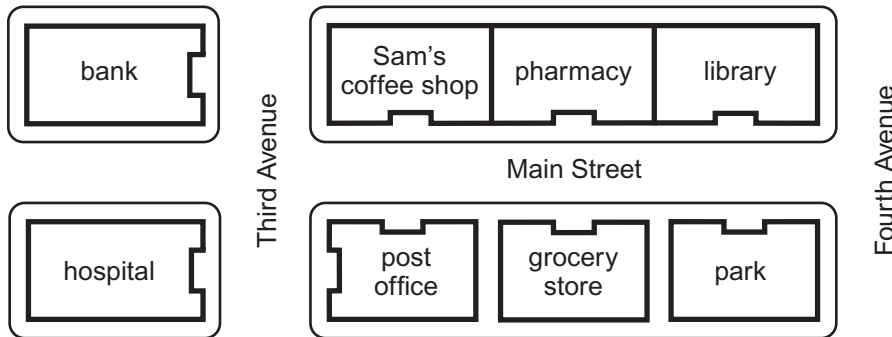 bank
Sam's
coffee shop
pharmacy
library
Third Avenue
Main Street
Fourth Avenue
hospital
post
office
grocery
store
park